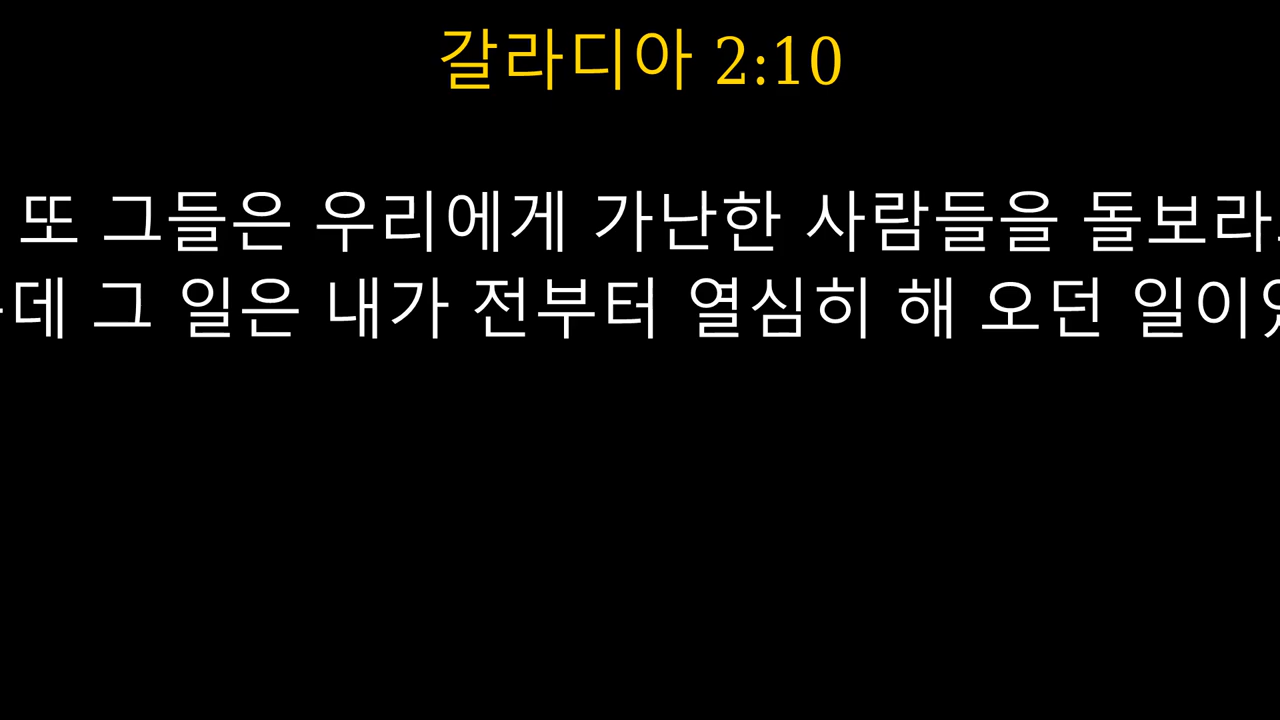 갈라디아 2:10
또 그들은 우리에게 가난한 사람들을 돌보라
데 그 일은 내가 전부터 열심히 해 오던 일이